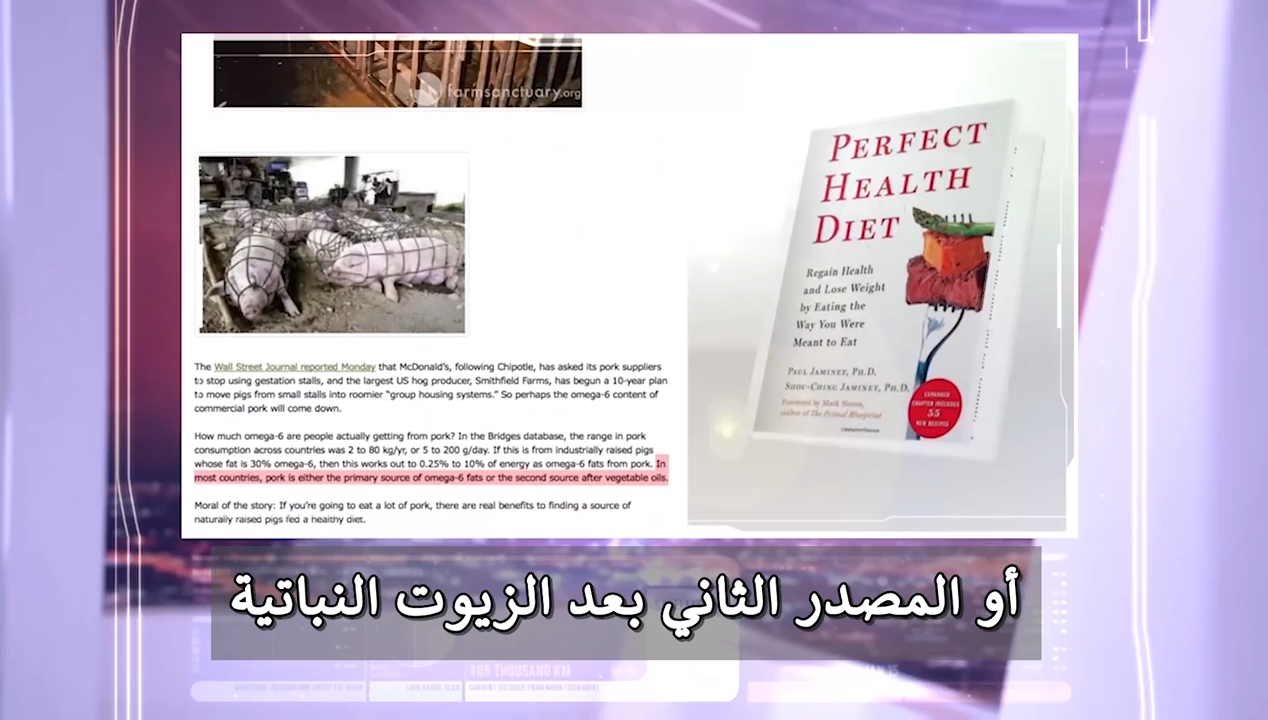 farmsanctuary.org
The Wall Street Journal reported Monday that McDonald's, following Chipotle, has asked its pork suppliers
to stop using gestation stalls, and the largest US hog producer, Smithfield Farms, has begun a 10-year plan
to move pigs from small stalls into roomier "group housing systems." So perhaps the omega-6 content of
commercial pork will come down.
How much omega-6 are people actually getting from pork? In the Bridges database, the range in pork
consumption across countries was 2 to 80 kg/yr, or 5 to 200 g/day. If this is from industrially raised pigs
whose fat is 30% omega-6, then this works out to 0.25% to 10% of energy as omega-6 fats from pork. In
most countries, pork is either the primary source of omega-6 fats or the second source after vegetable oils.
Moral of the story: If you're going to eat a lot of pork, there are real benefits to finding a source of
naturally raised pigs fed a healthy diet.
PERFECT
HEALTH
DIET
Regain Health
and Lose Weight
by Eating the
Way You Were
Meant to Eat
PAUL JAMINET, PH.D.
SHOU-CHING JAMINET, PH.D.
Foreword by Mark Sisson,
author of The Primal Blueprint
EXPANDED
CHAPTER INCLUDES
55
NEW RECIPES
أو المصدر الثاني بعد الزيوت النباتية
405 THOUSAND KM